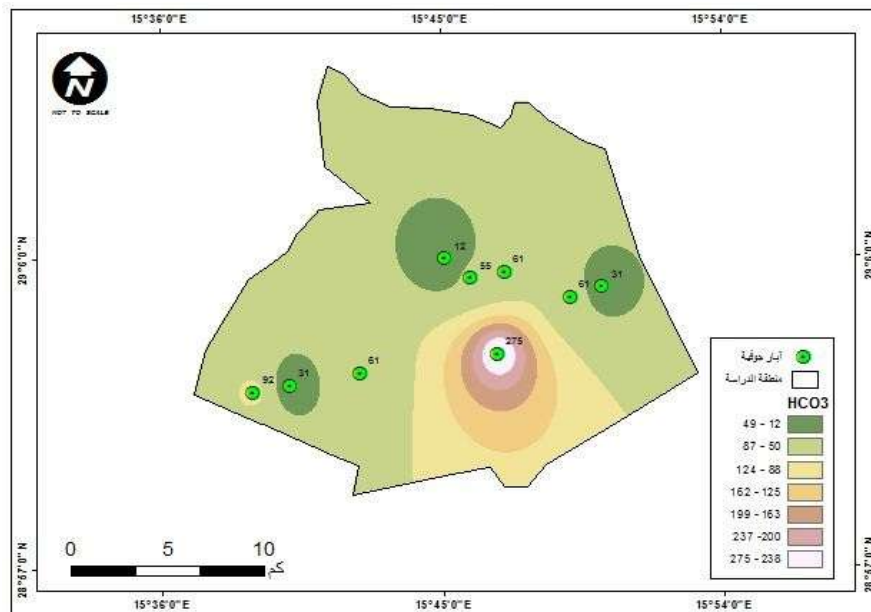 15°36'0"E 15°45'0"E 15°54'0"E
N
NOT TO SCALE
29°6'0"N
29°6'0"N
12
61
55
31
61
275
61
31
92
آبار جوفية
منطقة الدراسة
HCO3
49 - 12
87 - 50
124 - 88
162 - 125
199 - 163
237 -200
275 - 238
0 5 10
كم
28°57'0"N
28°57'0"N
15°36'0"E 15°45'0"E 15°54'0"E